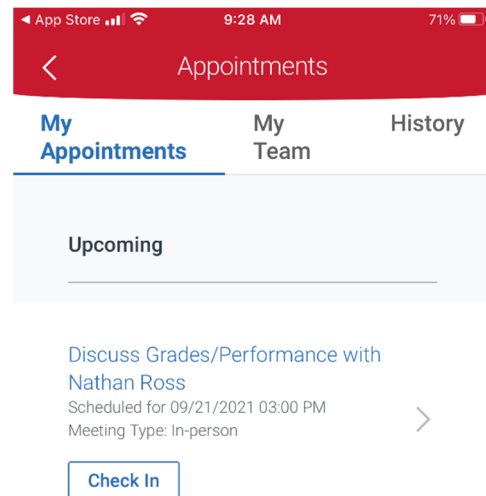 App Store 9:28 AM 71%
Appointments
My Appointments My Team History
Upcoming
Discuss Grades/Performance with
Nathan Ross
Scheduled for 09/21/2021 03:00 PM
Meeting Type: In-person
Check In